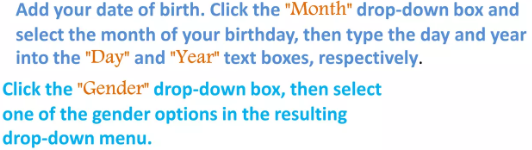 Add your date of birth. Click the "Month" drop-down box and
select the month of your birthday, then type the day and year
into the "Day" and "Year" text boxes, respectively.
Click the "Gender" drop-down box, then select
one of the gender options in the resulting
drop-down menu.